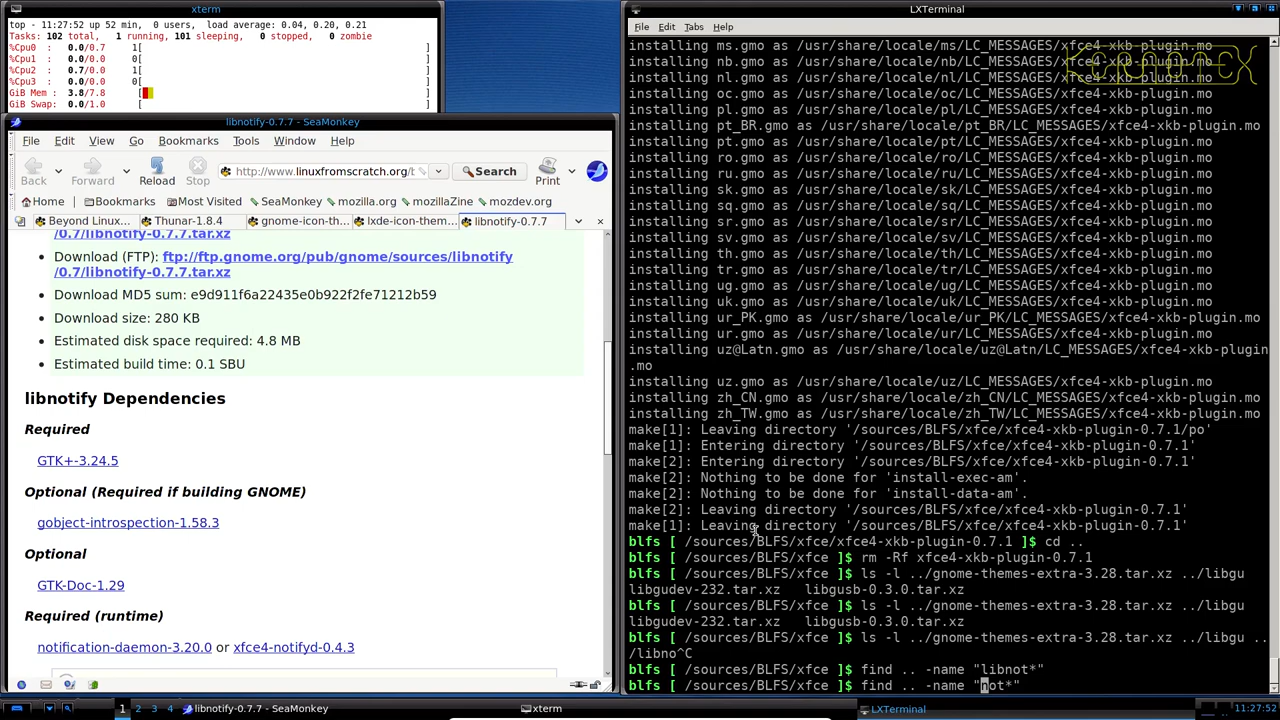 xterm
top - 11:27:52 up 52 min, 0 users, load average: 0.04, 0.20, 0.21
Tasks: 102 total, 1 running, 101 sleeping, 0 stopped, 0 zombie
%Cpu0 : 0.0/0.7 1[ ]
%Cpu1 : 0.0/0.0 0[ ]
%Cpu2 : 0.7/0.0 1[ ]
%Cpu3 : 0.0/0.0 0[ ]
GiB Mem : 3.8/7.8 [ ]
GiB Swap: 0.0/1.0 [ ]
libnotify-0.7.7 - SeaMonkey
File Edit View Go Bookmarks Tools Window Help
Back Forward Reload Stop http://www.linuxfromscratch.org/b Search Print
Home Bookmarks Most Visited SeaMonkey mozilla.org mozillaZine mozdev.org
Beyond Linux... Thunar-1.8.4 gnome-icon-th... lxde-icon-them... libnotify-0.7.7
/0.7/libnotify-0.7.7.tar.xz
Download (FTP): ftp://ftp.gnome.org/pub/gnome/sources/libnotify
/0.7/libnotify-0.7.7.tar.xz
Download MD5 sum: e9d911f6a22435e0b922f2fe71212b59
Download size: 280 KB
Estimated disk space required: 4.8 MB
Estimated build time: 0.1 SBU
libnotify Dependencies
Required
GTK+-3.24.5
Optional (Required if building GNOME)
gobject-introspection-1.58.3
Optional
GTK-Doc-1.29
Required (runtime)
notification-daemon-3.20.0 or xfce4-notifyd-0.4.3
LXTerminal
File Edit Tabs Help
installing ms.gmo as /usr/share/locale/ms/LC_MESSAGES/xfce4-xkb-plugin.mo
installing nb.gmo as /usr/share/locale/nb/LC_MESSAGES/xfce4-xkb-plugin.mo
installing nl.gmo as /usr/share/locale/nl/LC_MESSAGES/xfce4-xkb-plugin.mo
installing oc.gmo as /usr/share/locale/oc/LC_MESSAGES/xfce4-xkb-plugin.mo
installing pl.gmo as /usr/share/locale/pl/LC_MESSAGES/xfce4-xkb-plugin.mo
installing pt_BR.gmo as /usr/share/locale/pt_BR/LC_MESSAGES/xfce4-xkb-plugin.mo
installing pt.gmo as /usr/share/locale/pt/LC_MESSAGES/xfce4-xkb-plugin.mo
installing ro.gmo as /usr/share/locale/ro/LC_MESSAGES/xfce4-xkb-plugin.mo
installing ru.gmo as /usr/share/locale/ru/LC_MESSAGES/xfce4-xkb-plugin.mo
installing sk.gmo as /usr/share/locale/sk/LC_MESSAGES/xfce4-xkb-plugin.mo
installing sq.gmo as /usr/share/locale/sq/LC_MESSAGES/xfce4-xkb-plugin.mo
installing sr.gmo as /usr/share/locale/sr/LC_MESSAGES/xfce4-xkb-plugin.mo
installing sv.gmo as /usr/share/locale/sv/LC_MESSAGES/xfce4-xkb-plugin.mo
installing th.gmo as /usr/share/locale/th/LC_MESSAGES/xfce4-xkb-plugin.mo
installing tr.gmo as /usr/share/locale/tr/LC_MESSAGES/xfce4-xkb-plugin.mo
installing ug.gmo as /usr/share/locale/ug/LC_MESSAGES/xfce4-xkb-plugin.mo
installing uk.gmo as /usr/share/locale/uk/LC_MESSAGES/xfce4-xkb-plugin.mo
installing ur_PK.gmo as /usr/share/locale/ur_PK/LC_MESSAGES/xfce4-xkb-plugin.mo
installing ur.gmo as /usr/share/locale/ur/LC_MESSAGES/xfce4-xkb-plugin.mo
installing uz@Latn.gmo as /usr/share/locale/uz@Latn/LC_MESSAGES/xfce4-xkb-plugin
.mo
installing uz.gmo as /usr/share/locale/uz/LC_MESSAGES/xfce4-xkb-plugin.mo
installing zh_CN.gmo as /usr/share/locale/zh_CN/LC_MESSAGES/xfce4-xkb-plugin.mo
installing zh_TW.gmo as /usr/share/locale/zh_TW/LC_MESSAGES/xfce4-xkb-plugin.mo
make[1]: Leaving directory '/sources/BLFS/xfce/xfce4-xkb-plugin-0.7.1/po'
make[1]: Entering directory '/sources/BLFS/xfce/xfce4-xkb-plugin-0.7.1'
make[2]: Entering directory '/sources/BLFS/xfce/xfce4-xkb-plugin-0.7.1'
make[2]: Nothing to be done for 'install-exec-am'.
make[2]: Nothing to be done for 'install-data-am'.
make[2]: Leaving directory '/sources/BLFS/xfce/xfce4-xkb-plugin-0.7.1'
make[1]: Leaving directory '/sources/BLFS/xfce/xfce4-xkb-plugin-0.7.1'
blfs [ /sources/BLFS/xfce/xfce4-xkb-plugin-0.7.1 ]$ cd ..
blfs [ /sources/BLFS/xfce ]$ rm -Rf xfce4-xkb-plugin-0.7.1
blfs [ /sources/BLFS/xfce ]$ ls -l ../gnome-themes-extra-3.28.tar.xz ../libgu
libgudev-232.tar.xz libgusb-0.3.0.tar.xz
blfs [ /sources/BLFS/xfce ]$ ls -l ../gnome-themes-extra-3.28.tar.xz ../libgu
libgudev-232.tar.xz libgusb-0.3.0.tar.xz
blfs [ /sources/BLFS/xfce ]$ ls -l ../gnome-themes-extra-3.28.tar.xz ../libgu ..
/libno^C
blfs [ /sources/BLFS/xfce ]$ find .. -name "libnot*"
blfs [ /sources/BLFS/xfce ]$ find .. -name "not*"
1 2 3 4 libnotify-0.7.7 - SeaMonkey xterm LXTerminal 11:27:52